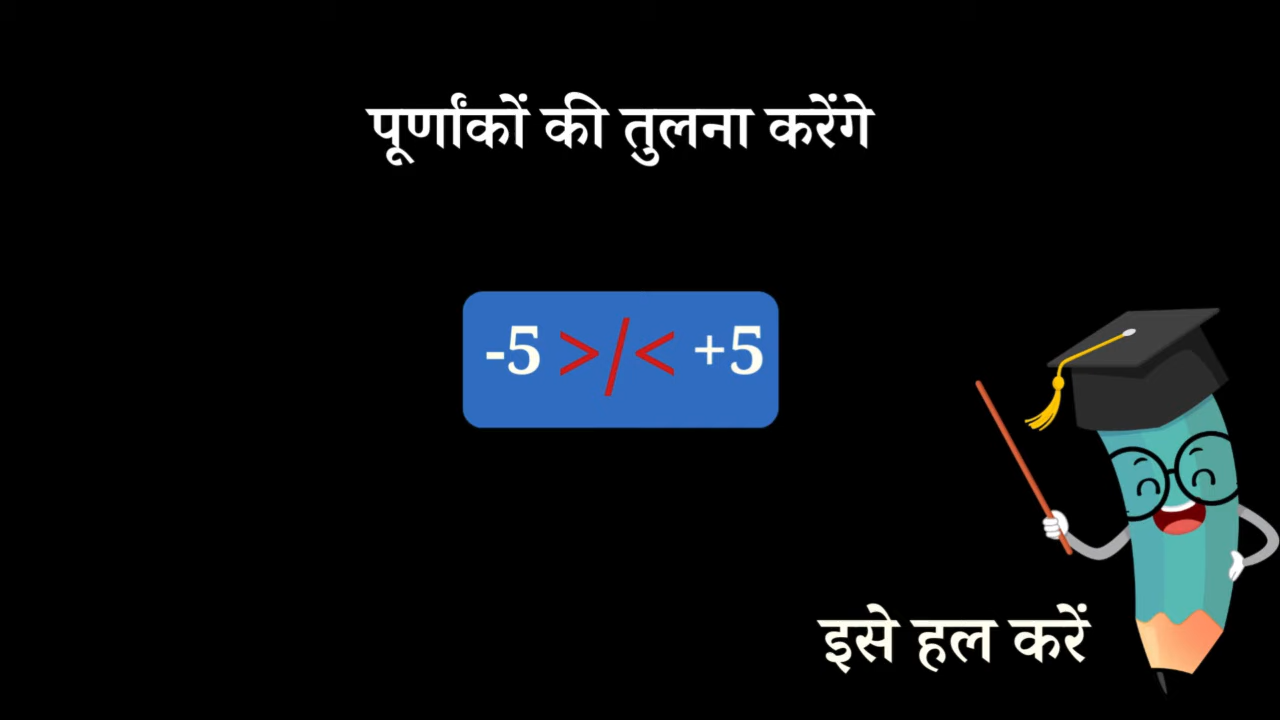 पूर्णांकों की तुलना करेंगे
-5 >/< +5
इसे हल करें